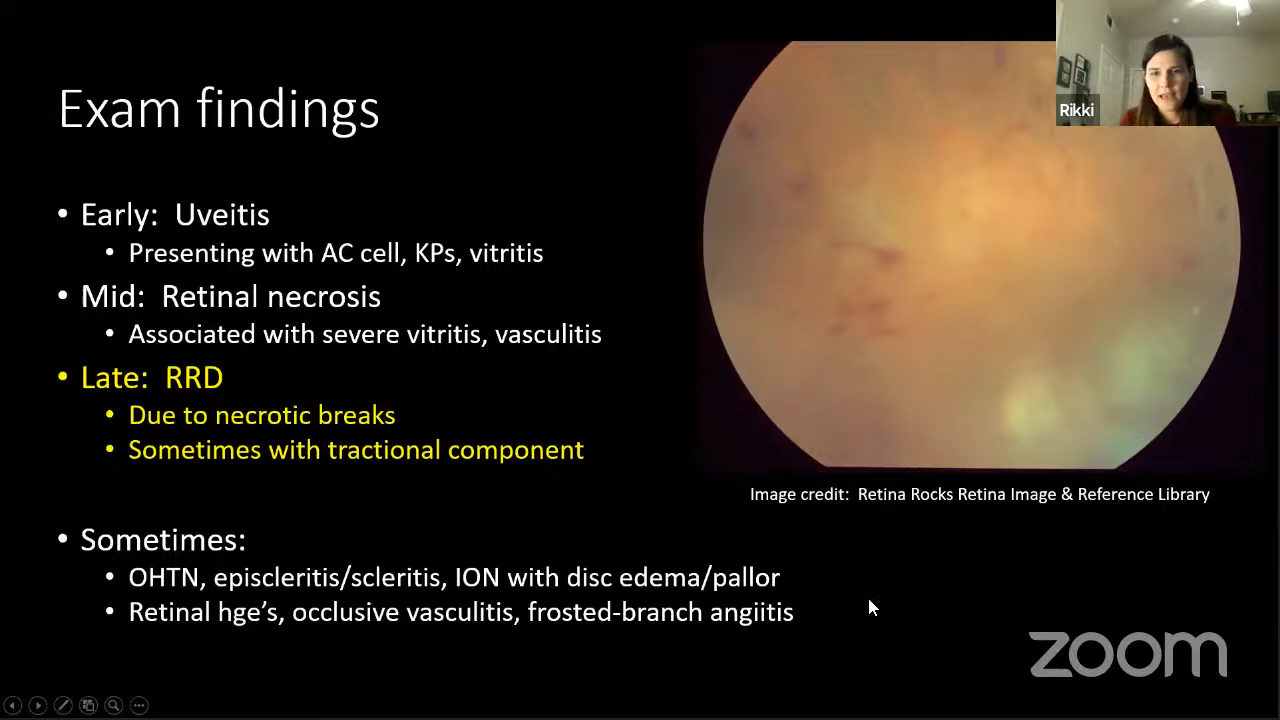 Exam findings
• Early: Uveitis
• Presenting with AC cell, KPs, vitritis
• Mid: Retinal necrosis
• Associated with severe vitritis, vasculitis
• Late: RRD
• Due to necrotic breaks
• Sometimes with tractional component
• Sometimes:
• OHTN, episcleritis/scleritis, ION with disc edema/pallor
• Retinal hge's, occlusive vasculitis, frosted-branch angiitis
Rikki
Image credit: Retina Rocks Retina Image & Reference Library
zoom